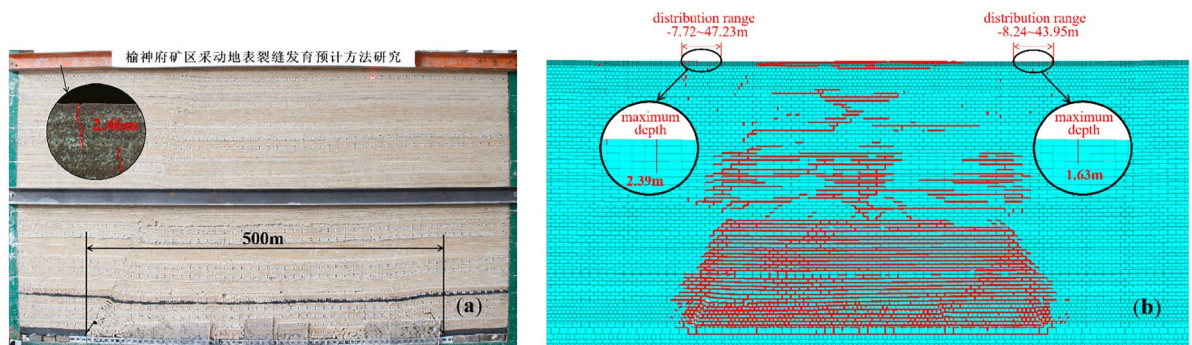 榆神府矿区采动地表裂缝发育预计方法研究
2.46m
500m
(a)
distribution range
-7.72~47.23m
distribution range
-8.24~43.95m
maximum
depth
2.39m
maximum
depth
1.63m
(b)